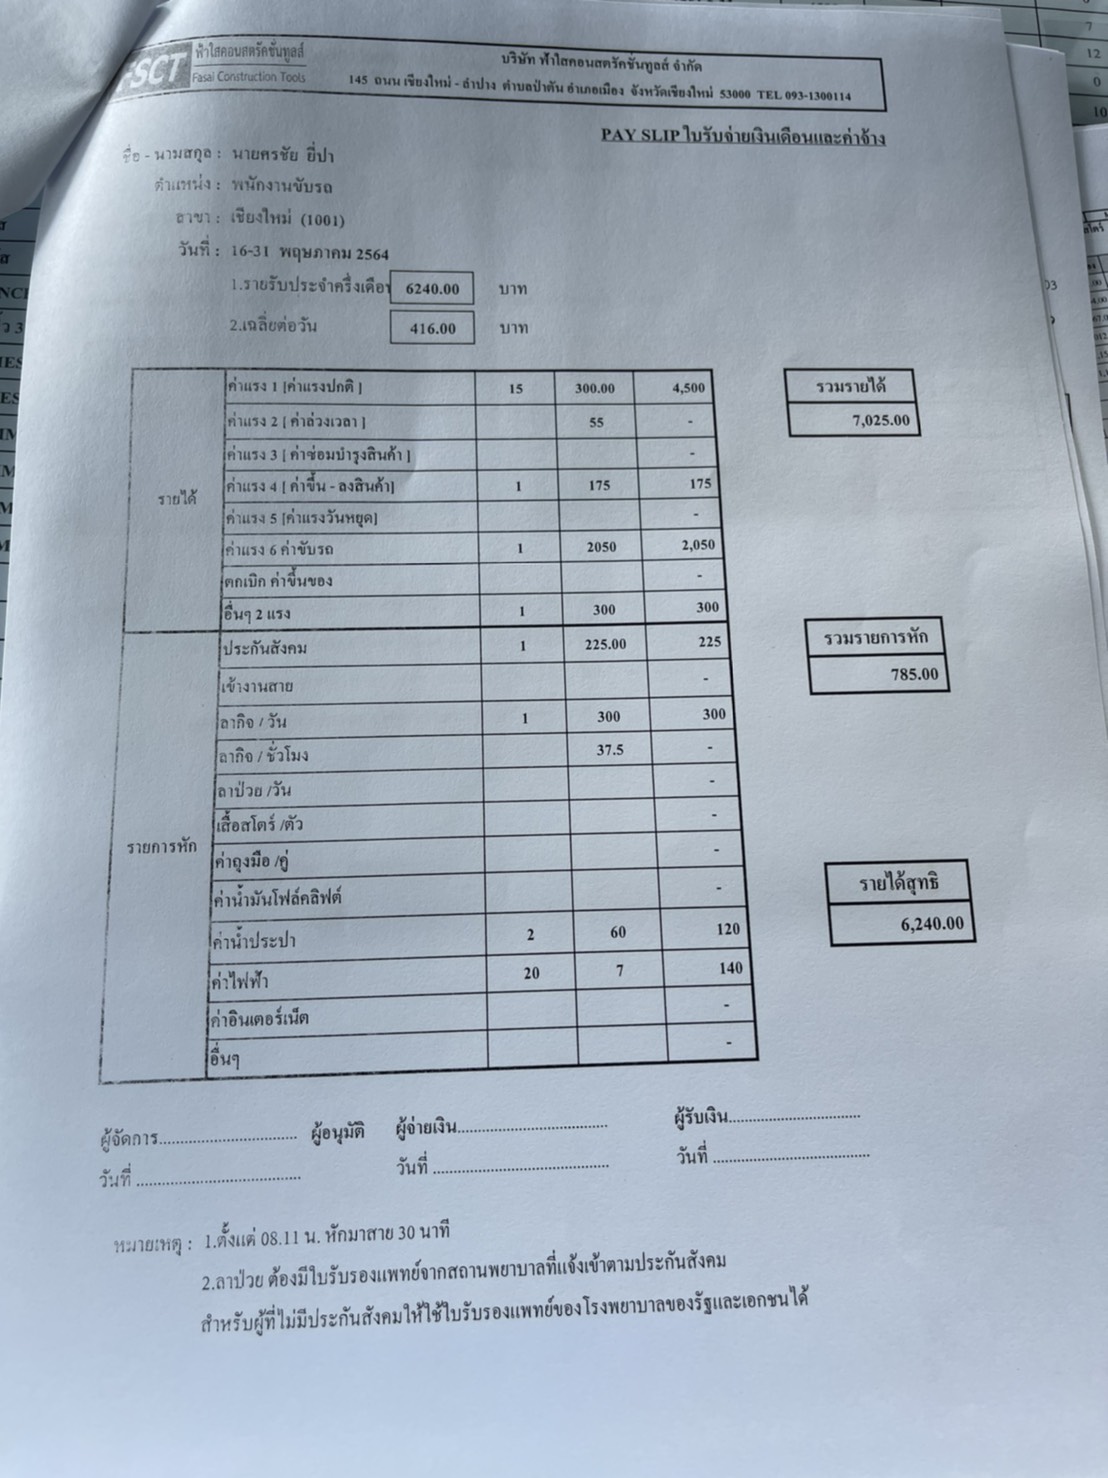 FSCT ฟ้าใสคอนสตรัคชั่นทูลส์
Fasai Construction Tools
บริษัท ฟ้าใสคอนสตรัคชั่นทูลส์ จำกัด
145 ถนน เชียงใหม่ - ลำปาง ตำบลป่าตัน อำเภอเมือง จังหวัดเชียงใหม่ 53000 TEL 093-1300114
PAY SLIP ใบรับจ่ายเงินเดือนและค่าจ้าง
ชื่อ - นามสกุล : นายศรชัย ยี่ปา
ตำแหน่ง : พนักงานขับรถ
สาขา : เชียงใหม่ (1001)
วันที่ : 16-31 พฤษภาคม 2564
1.รายรับประจำครึ่งเดือน 6240.00 บาท
2.เฉลี่ยต่อวัน 416.00 บาท
รายได้
ค่าแรง 1 [ค่าแรงปกติ ] 15 300.00 4,500
ค่าแรง 2 [ ค่าล่วงเวลา ] 55 -
ค่าแรง 3 [ ค่าซ่อมบำรุงสินค้า ] -
ค่าแรง 4 [ ค่าขึ้น - ลงสินค้า] 1 175 175
ค่าแรง 5 [ค่าแรงวันหยุด] -
ค่าแรง 6 ค่าขับรถ 1 2050 2,050
ตกเบิก ค่าขึ้นของ -
อื่นๆ 2 แรง 1 300 300
รวมรายได้
7,025.00
รายการหัก
ประกันสังคม 1 225.00 225
เข้างานสาย -
ลากิจ / วัน 1 300 300
ลากิจ / ชั่วโมง 37.5 -
ลาป่วย /วัน -
เสื้อสโตร์ /ตัว -
ค่าถุงมือ /คู่ -
ค่าน้ำมันโฟล์คลิฟต์ -
ค่าน้ำประปา 2 60 120
ค่าไฟฟ้า 20 7 140
ค่าอินเตอร์เน็ต -
อื่นๆ -
รวมรายการหัก
785.00
รายได้สุทธิ
6,240.00
ผู้จัดการ................................ ผู้อนุมัติ ผู้จ่ายเงิน................................... ผู้รับเงิน...............................
วันที่ ...................................... วันที่ ......................................... วันที่ .....................................
หมายเหตุ : 1.ตั้งแต่ 08.11 น. หักมาสาย 30 นาที
2.ลาป่วย ต้องมีใบรับรองแพทย์จากสถานพยาบาลที่แจ้งเข้าตามประกันสังคม
สำหรับผู้ที่ไม่มีประกันสังคมให้ใช้ใบรับรองแพทย์ของโรงพยาบาลของรัฐและเอกชนได้